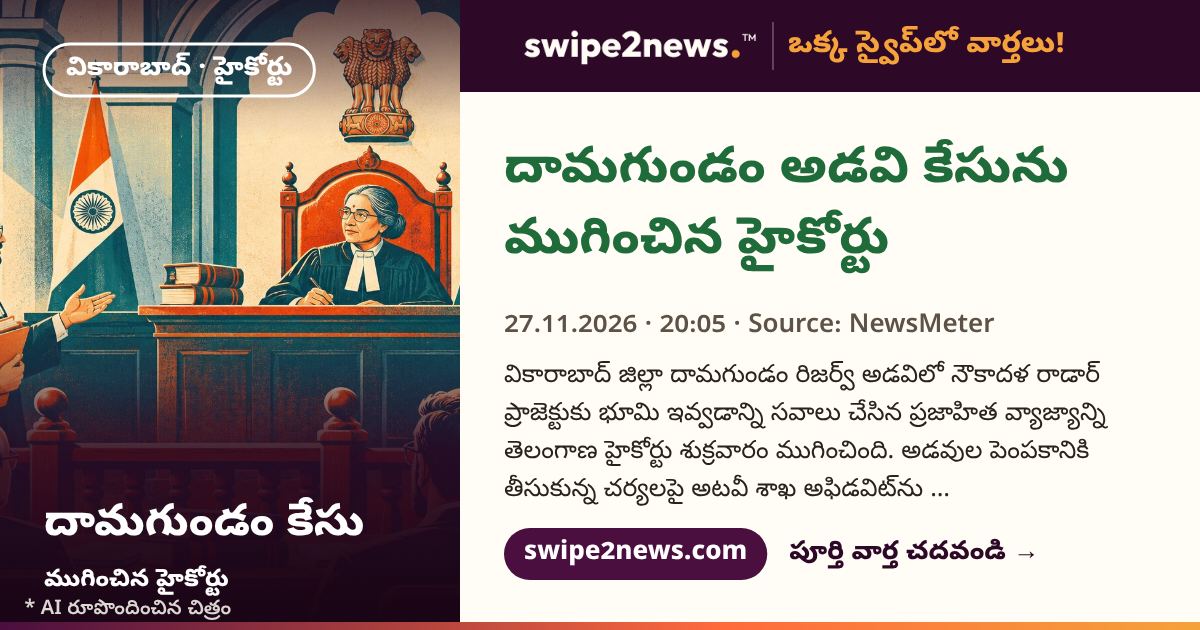 వికారాబాద్ · హైకోర్టు
దామగుండం కేసు
ముగించిన హైకోర్టు
* AI రూపొందించిన చిత్రం
swipe2news.™ ఒక్క స్వైప్‌లో వార్తలు!
దామగుండం అడవి కేసును
ముగించిన హైకోర్టు
27.11.2026 · 20:05 · Source: NewsMeter
వికారాబాద్ జిల్లా దామగుండం రిజర్వ్ అడవిలో నౌకాదళ రాడార్
ప్రాజెక్టుకు భూమి ఇవ్వడాన్ని సవాలు చేసిన ప్రజాహిత వ్యాజ్యాన్ని
తెలంగాణ హైకోర్టు శుక్రవారం ముగించింది. అడవుల పెంపకానికి
తీసుకున్న చర్యలపై అటవీ శాఖ అఫిడవిట్‌ను ...
swipe2news.com పూర్తి వార్త చదవండి →